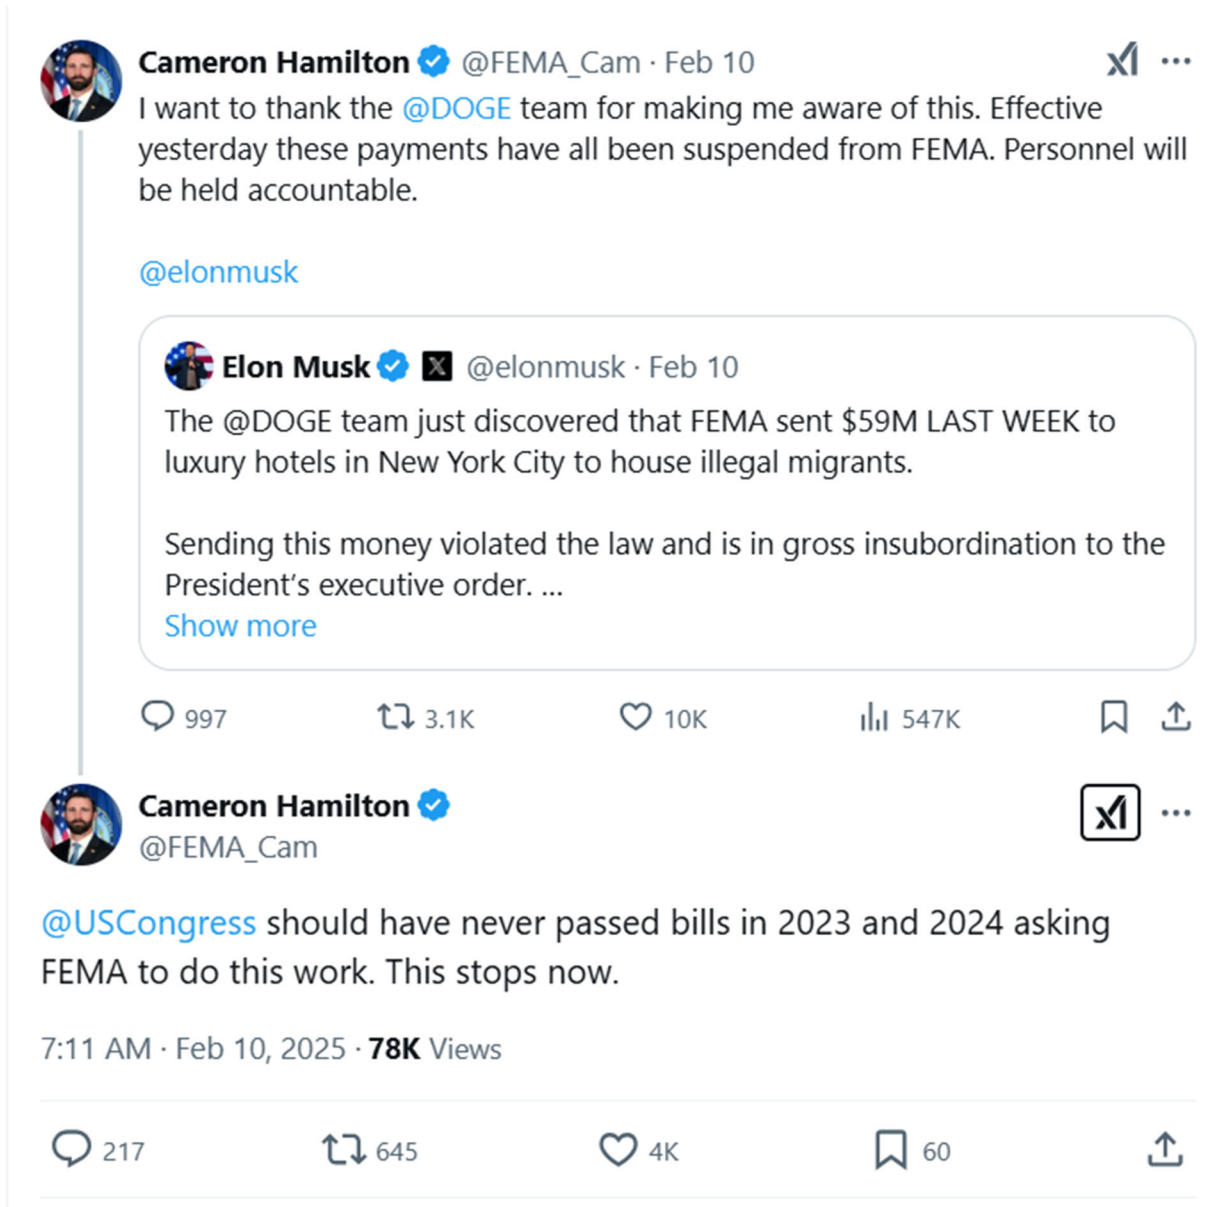 Cameron Hamilton @FEMA_Cam · Feb 10
I want to thank the @DOGE team for making me aware of this. Effective
yesterday these payments have all been suspended from FEMA. Personnel will
be held accountable.
@elonmusk
Elon Musk @elonmusk · Feb 10
The @DOGE team just discovered that FEMA sent $59M LAST WEEK to
luxury hotels in New York City to house illegal migrants.
Sending this money violated the law and is in gross insubordination to the
President's executive order. ...
Show more
997 3.1K 10K 547K
Cameron Hamilton
@FEMA_Cam
@USCongress should have never passed bills in 2023 and 2024 asking
FEMA to do this work. This stops now.
7:11 AM · Feb 10, 2025 · 78K Views
217 645 4K 60